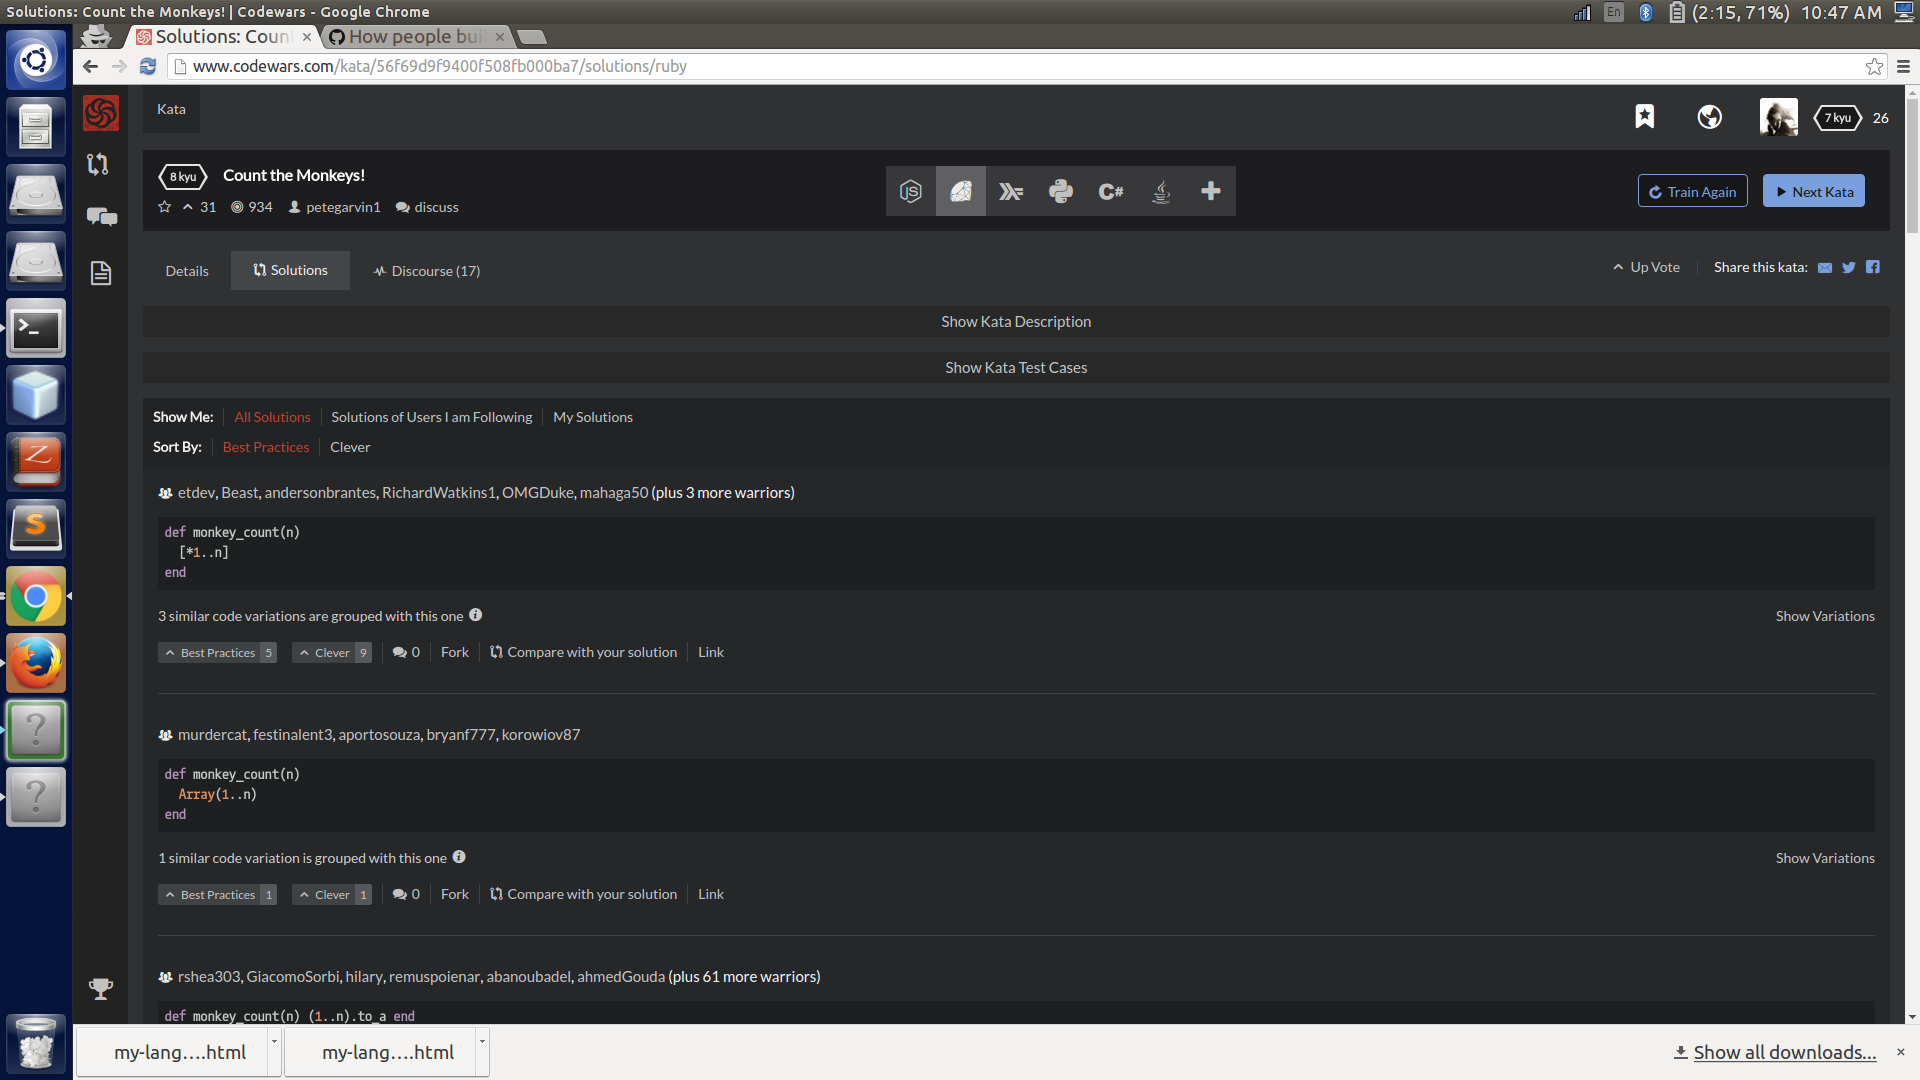 Solutions: Count the Monkeys! | Codewars - Google Chrome
En
(2:15, 71%) 10:47 AM
Solutions: Coun
How people bui
www.codewars.com/kata/56f69d9f9400f508fb000ba7/solutions/ruby
Kata
7 kyu 26
8 kyu Count the Monkeys!
31 934 petegarvin1 discuss
JS C#
Train Again Next Kata
Details Solutions Discourse (17)
Up Vote Share this kata:
Show Kata Description
Show Kata Test Cases
Show Me: All Solutions Solutions of Users I am Following My Solutions
Sort By: Best Practices Clever
etdev, Beast, andersonbrantes, RichardWatkins1, OMGDuke, mahaga50 (plus 3 more warriors)
def monkey_count(n)
[*1..n]
end
3 similar code variations are grouped with this one Show Variations
Best Practices 5 Clever 9 0 Fork Compare with your solution Link
murdercat, festinalent3, aportosouza, bryanf777, korowiov87
def monkey_count(n)
Array(1..n)
end
1 similar code variation is grouped with this one Show Variations
Best Practices 1 Clever 1 0 Fork Compare with your solution Link
rshea303, GiacomoSorbi, hilary, remuspoienar, abanoubadel, ahmedGouda (plus 61 more warriors)
def monkey_count(n) (1..n).to_a end
my-lang....html my-lang....html Show all downloads...